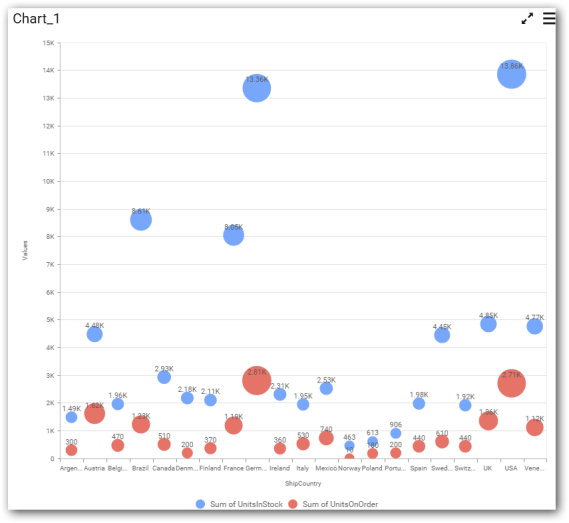 Chart_1
15K
14K
13K
12K
11K
10K
9K
8K
7K
6K
5K
4K
3K
2K
1K
0
Values
1.49K 4.48K 1.96K 8.61K 2.93K 2.18K 2.11K 8.05K 13.36K 2.31K 1.95K 2.53K 463 613 906 1.98K 4.45K 1.92K 4.85K 13.86K 4.77K
300 1.62K 470 510 200 370 2.81K 360 530 740 10 200 440 610 440 1.36K 2.71K 1.12K
Argen... Austria Belgi... Brazil Canada Denm... Finland France Germ... Ireland Italy Mexico Norway Poland Portu... Spain Swed... Switz... UK USA Vene...
ShipCountry
Sum of UnitsInStock Sum of UnitsOnOrder